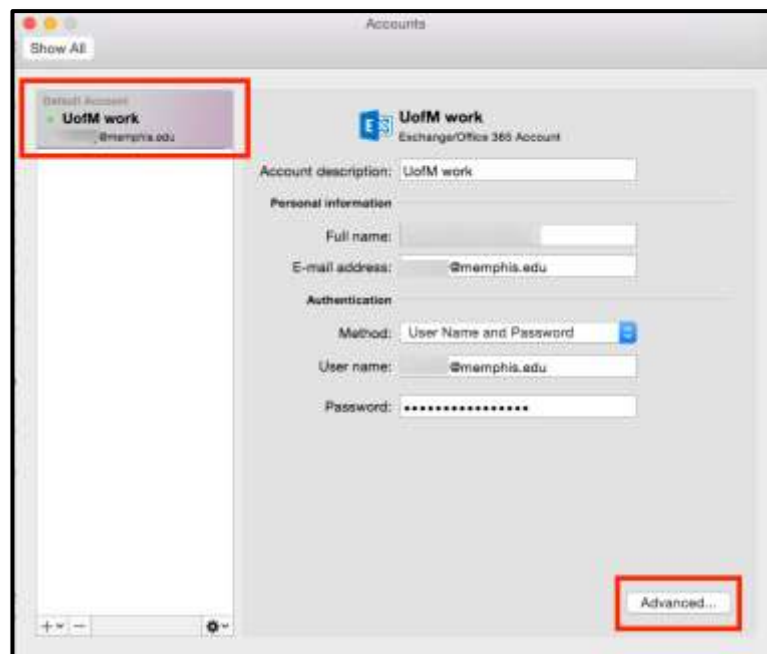 Accounts
Show All
Default Account
UofM work
@memphis.edu
UofM work
Exchange/Office 365 Account
Account description: UofM work
Personal information
Full name:
E-mail address: @memphis.edu
Authentication
Method: User Name and Password
User name: @memphis.edu
Password: ••••••••••••••••
Advanced...